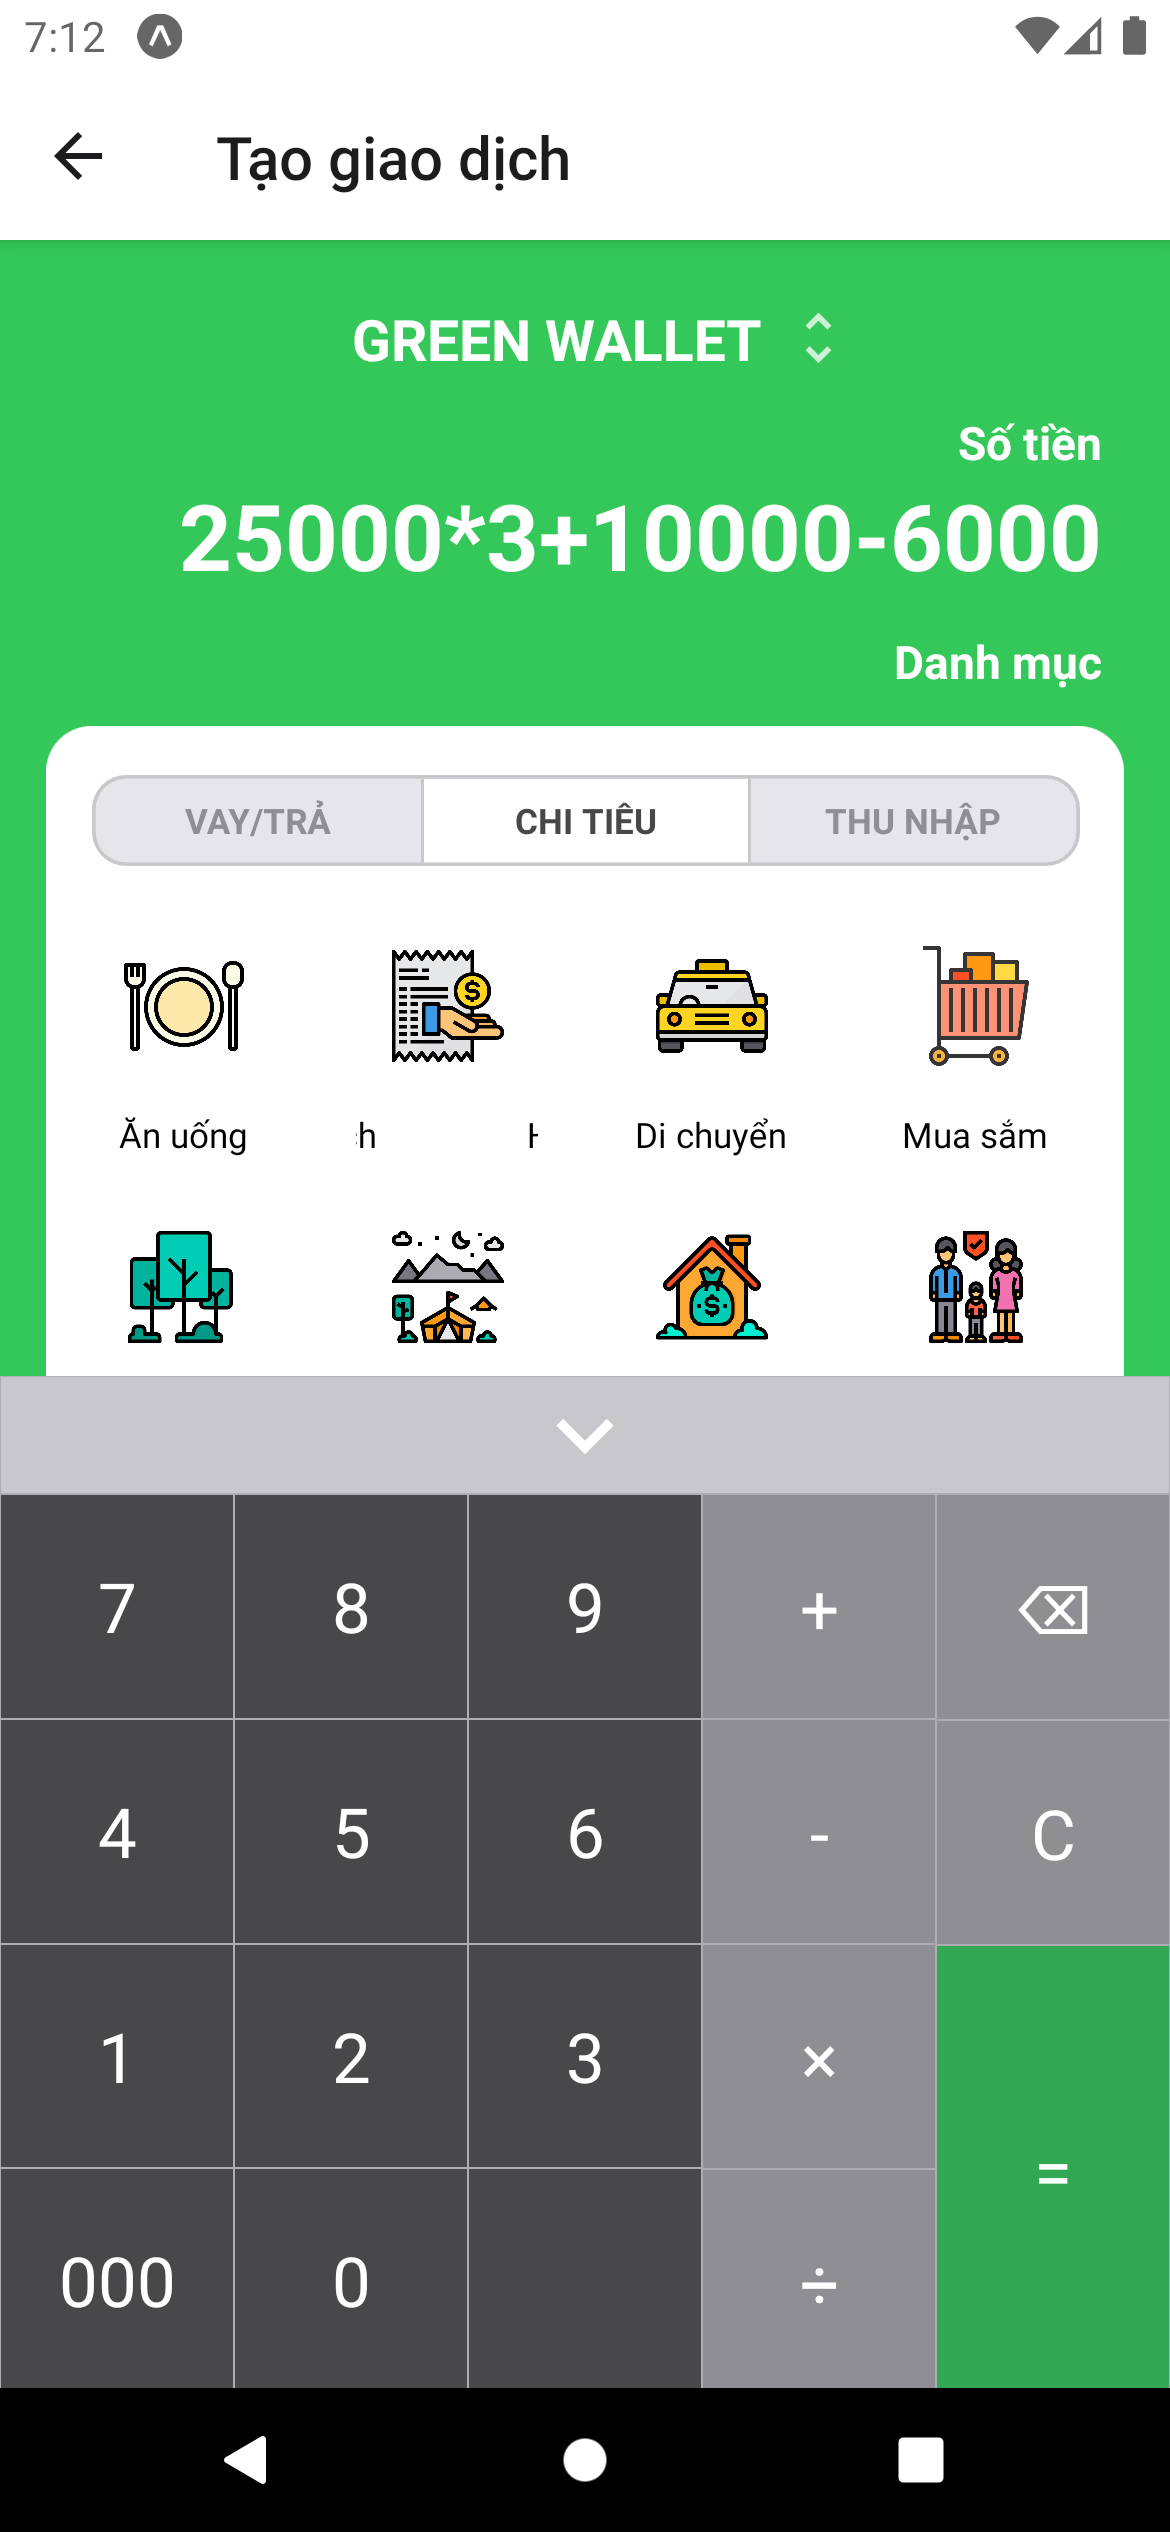 7:12
Tạo giao dịch
GREEN WALLET
Số tiền
25000*3+10000-6000
Danh mục
VAY/TRẢ CHI TIÊU THU NHẬP
Ăn uống Di chuyển Mua sắm
7 8 9 +
4 5 6 - C
1 2 3 ×
=
000 0 ÷